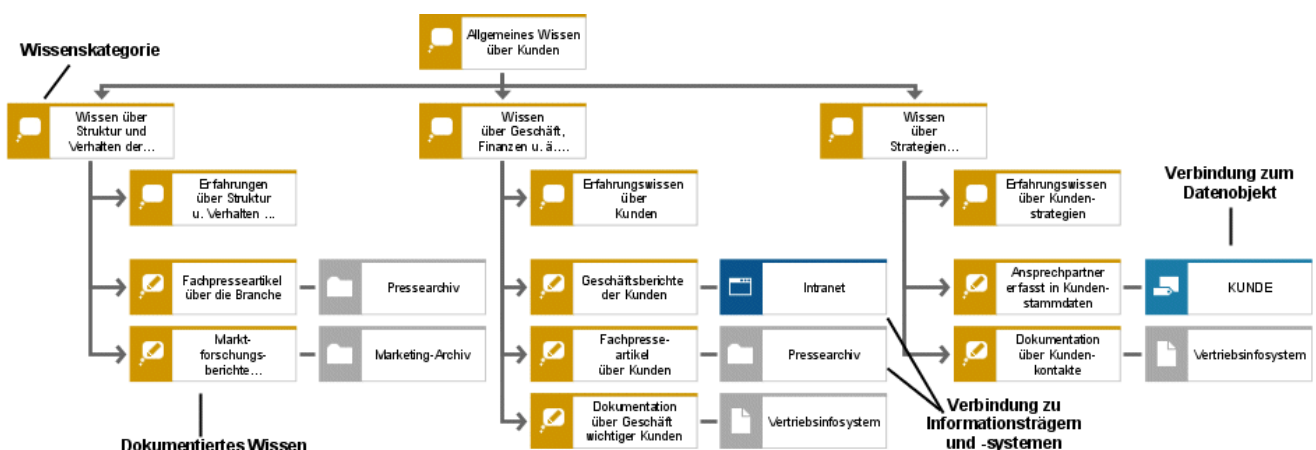 Allgemeines Wissen
über Kunden
Wissenskategorie
Wissen über
Struktur und
Verhalten der...
Wissen
über Geschäft,
Finanzen u. ä....
Wissen
über
Strategien...
Erfahrungen
über Struktur
u. Verhalten ...
Erfahrungswissen
über
Kunden
Erfahrungswissen
über Kunden-
strategien
Verbindung zum
Datenobjekt
Fachpresseartikel
über die Branche
Pressearchiv
Geschäftsberichte
der Kunden
Intranet
Ansprechpartner
erfasst in Kunden-
stammdaten
KUNDE
Markt-
forschungs-
berichte...
Marketing-Archiv
Fachpresse-
artikel
über Kunden
Pressearchiv
Dokumentation
über Kunden-
kontakte
Vertriebsinfosystem
Dokumentation
über Geschäft
wichtiger Kunden
Vertriebsinfosystem
Verbindung zu
Informationsträgern
und -systemen
Dokumentiertes Wissen